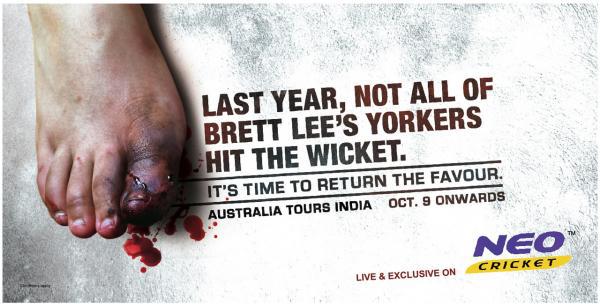 LAST YEAR, NOT ALL OF
BRETT LEE'S YORKERS
HIT THE WICKET.
IT'S TIME TO RETURN THE FAVOUR.
AUSTRALIA TOURS INDIA OCT. 9 ONWARDS
LIVE & EXCLUSIVE ON NEO TM
CRICKET